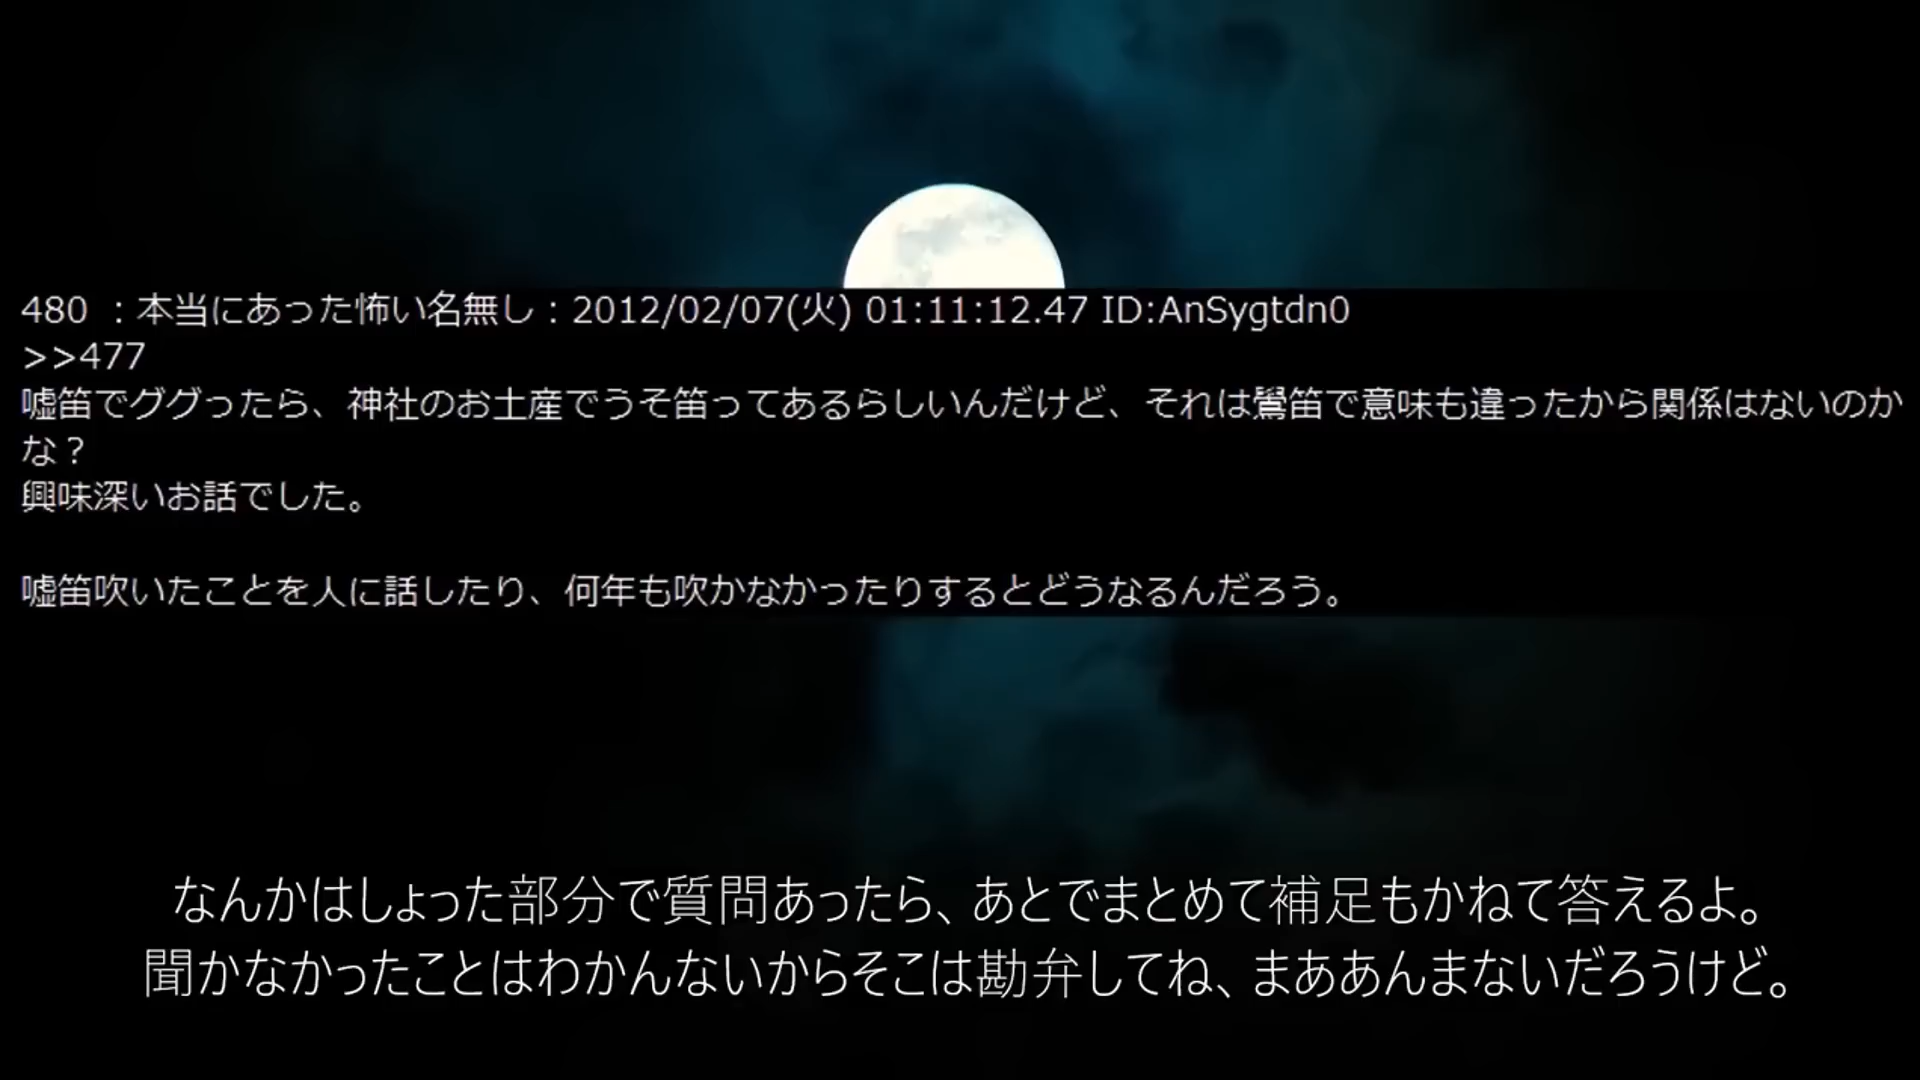 480 ：本当にあった怖い名無し：2012/02/07(火) 01:11:12.47 ID:AnSygtdn0
>>477
嘘笛でググったら、神社のお土産でうそ笛ってあるらしいんだけど、それは鷽笛で意味も違ったから関係はないのか
な？
興味深いお話でした。
嘘笛吹いたことを人に話したり、何年も吹かなかったりするとどうなるんだろう。
なんかはしょった部分で質問あったら、あとでまとめて補足もかねて答えるよ。
聞かなかったことはわかんないからそこは勘弁してね、まああんまないだろうけど。